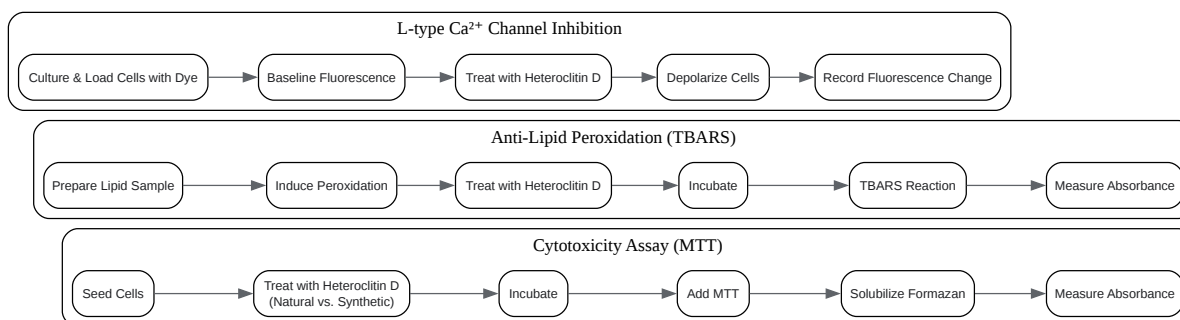 L-type Ca²⁺ Channel Inhibition
Culture & Load Cells with Dye
Baseline Fluorescence
Treat with Heteroclitin D
Depolarize Cells
Record Fluorescence Change
Anti-Lipid Peroxidation (TBARS)
Prepare Lipid Sample
Induce Peroxidation
Treat with Heteroclitin D
Incubate
TBARS Reaction
Measure Absorbance
Cytotoxicity Assay (MTT)
Seed Cells
Treat with Heteroclitin D
(Natural vs. Synthetic)
Incubate
Add MTT
Solubilize Formazan
Measure Absorbance